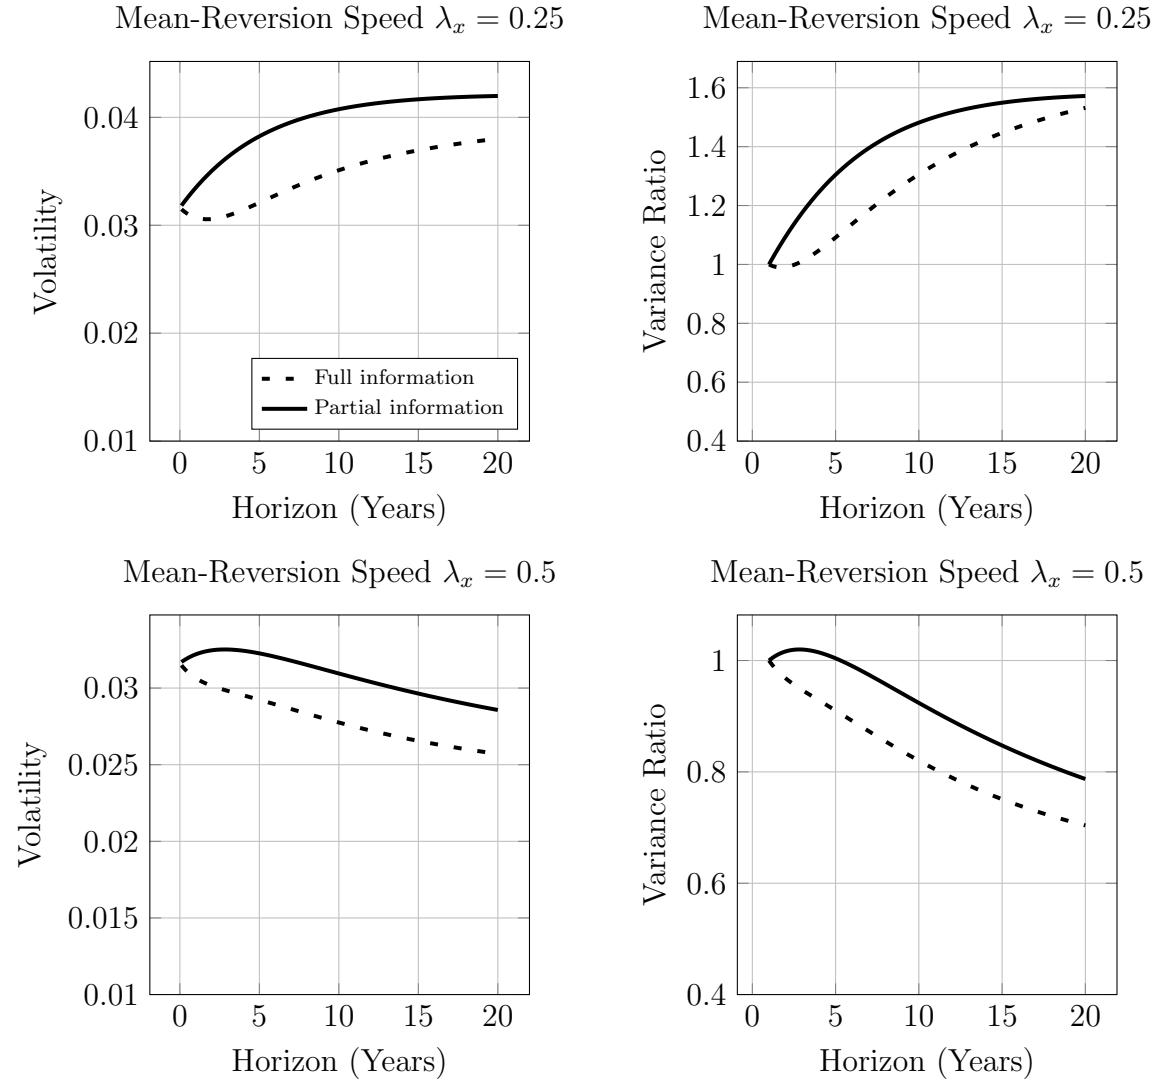 Mean-Reversion Speed λₓ = 0.25
Volatility
0.04
0.03
0.02
0.01
Full information
Partial information
0 5 10 15 20
Horizon (Years)
Mean-Reversion Speed λₓ = 0.25
Variance Ratio
1.6
1.4
1.2
1
0.8
0.6
0.4
0 5 10 15 20
Horizon (Years)
Mean-Reversion Speed λₓ = 0.5
Volatility
0.03
0.025
0.02
0.015
0.01
0 5 10 15 20
Horizon (Years)
Mean-Reversion Speed λₓ = 0.5
Variance Ratio
1
0.8
0.6
0.4
0 5 10 15 20
Horizon (Years)